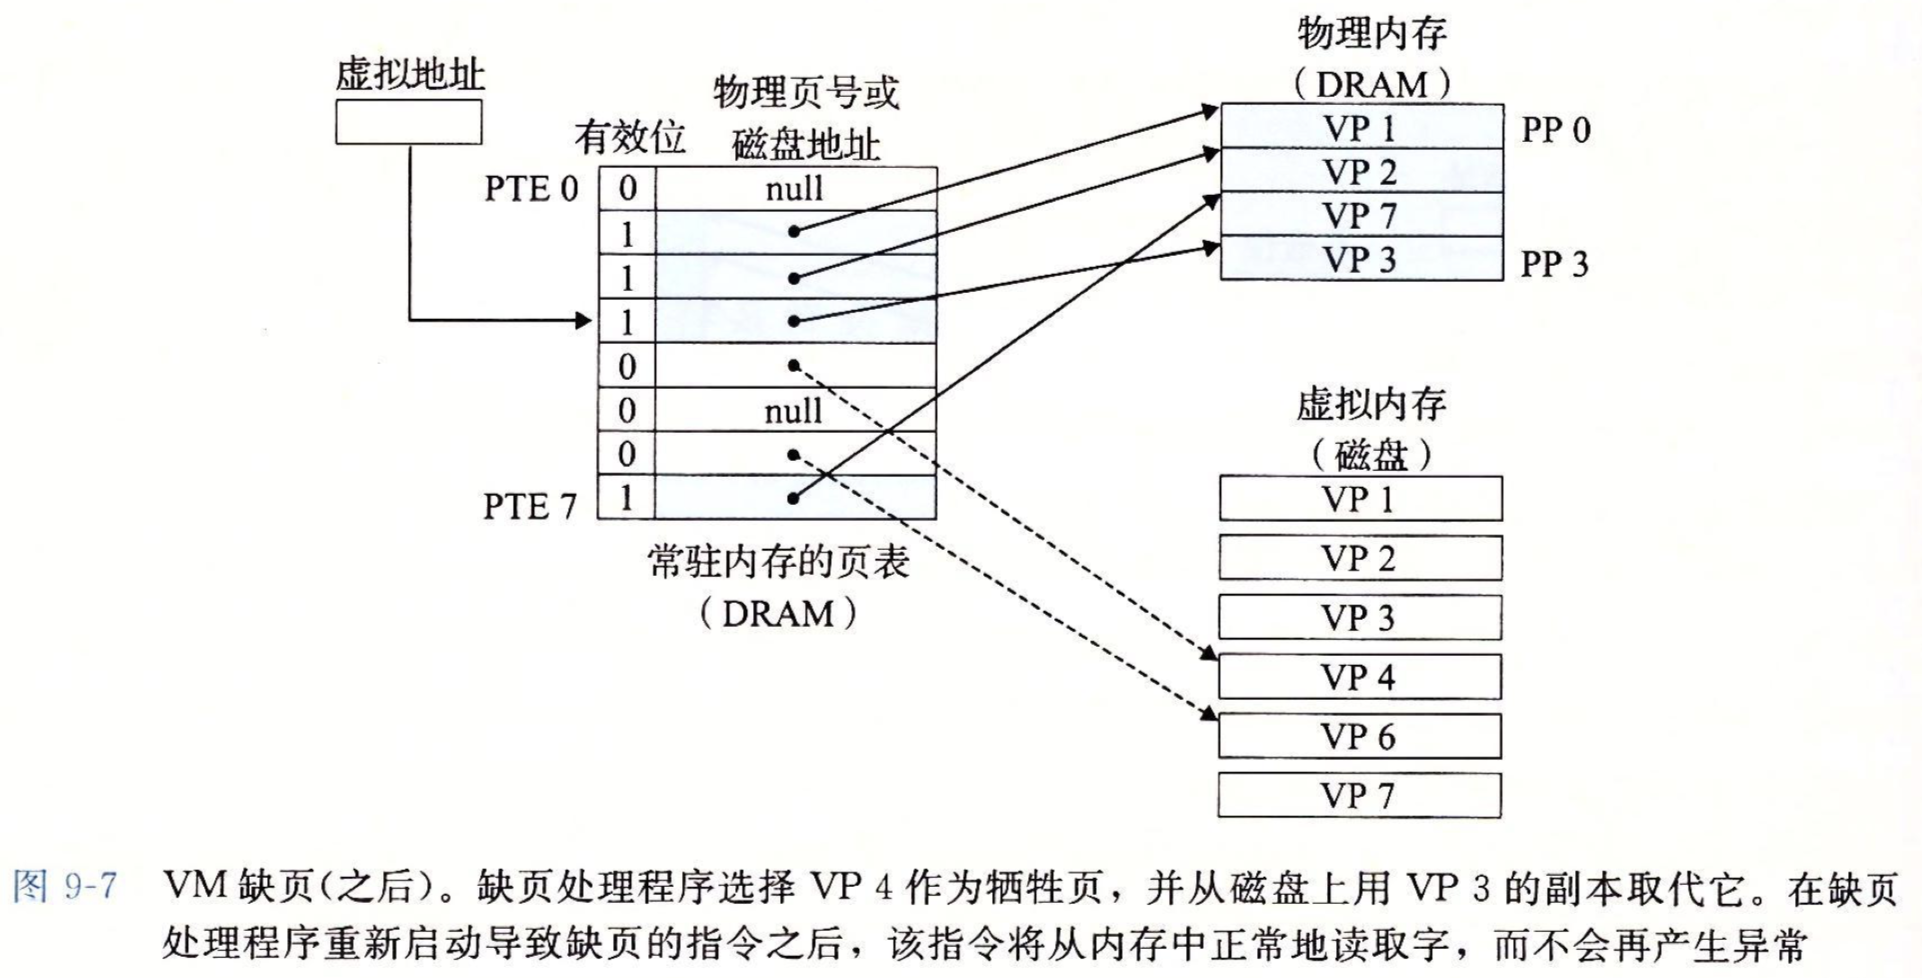 虚拟地址
有效位
物理页号或
磁盘地址
PTE 0
0 null
1
1
1
0
0 null
0
PTE 7
1
常驻内存的页表
(DRAM)
物理内存
(DRAM)
VP 1 PP 0
VP 2
VP 7
VP 3 PP 3
虚拟内存
(磁盘)
VP 1
VP 2
VP 3
VP 4
VP 6
VP 7
图 9-7 VM 缺页(之后)。缺页处理程序选择 VP 4 作为牺牲页，并从磁盘上用 VP 3 的副本取代它。在缺页
处理程序重新启动导致缺页的指令之后，该指令将从内存中正常地读取字，而不会再产生异常